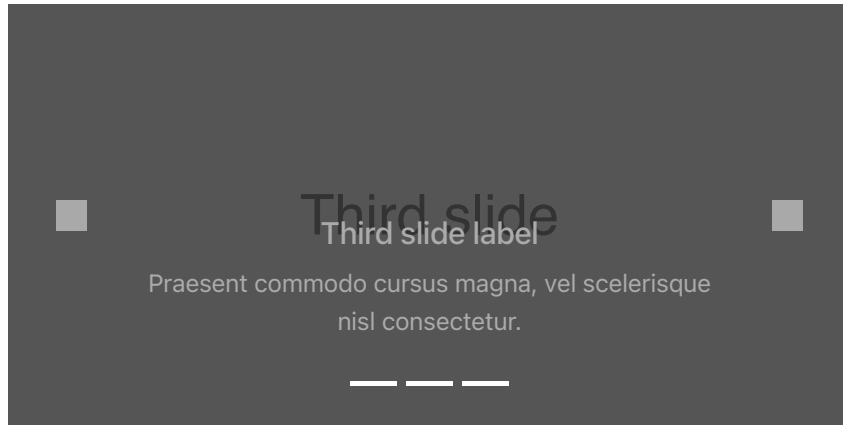 Third slide
Third slide label
Praesent commodo cursus magna, vel scelerisque
nisl consectetur.